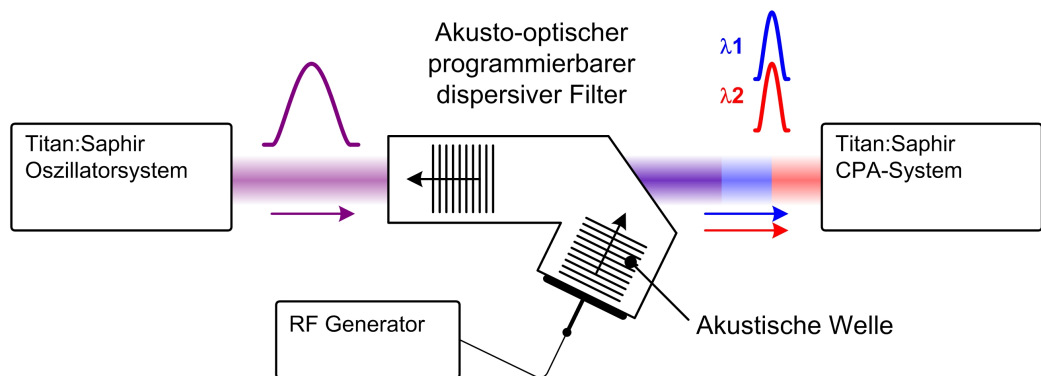 Akusto-optischer
programmierbarer
dispersiver Filter
λ1
λ2
Titan:Saphir
Oszillatorsystem
Titan:Saphir
CPA-System
RF Generator
Akustische Welle